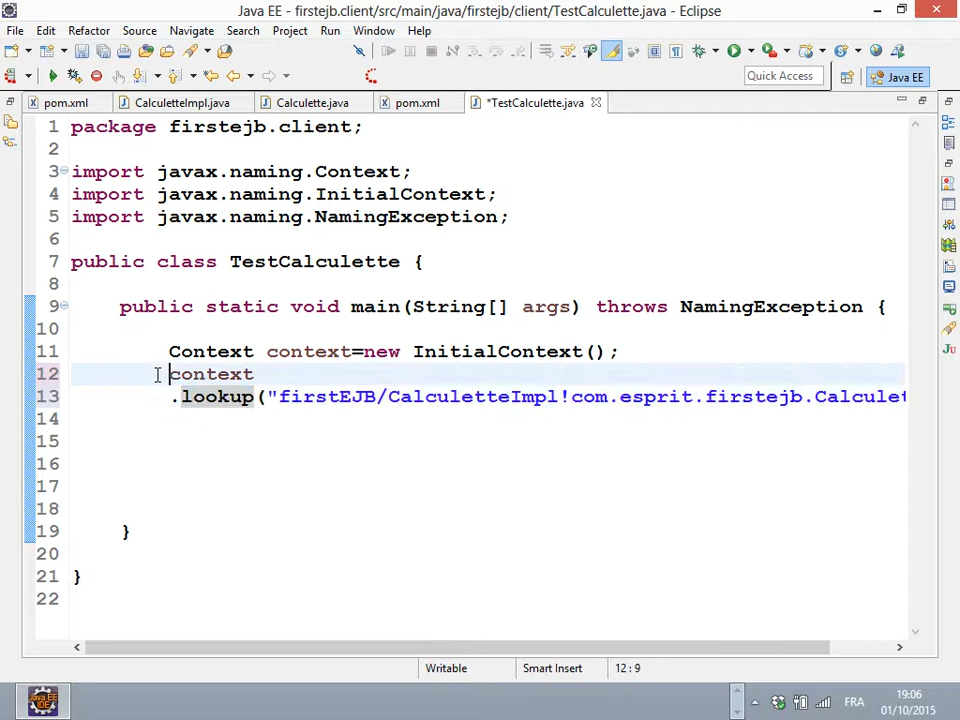 Java EE - firstejb.client/src/main/java/firstejb/client/TestCalculette.java - Eclipse
File Edit Refactor Source Navigate Search Project Run Window Help
Quick Access Java EE
pom.xml CalculetteImpl.java Calculette.java pom.xml *TestCalculette.java
1 package firstejb.client;
2
3 import javax.naming.Context;
4 import javax.naming.InitialContext;
5 import javax.naming.NamingException;
6
7 public class TestCalculette {
8
9 public static void main(String[] args) throws NamingException {
10
11 Context context=new InitialContext();
12 context
13 .lookup("firstEJB/CalculetteImpl!com.esprit.firstejb.Calculet
14
15
16
17
18
19 }
20
21 }
22
Writable Smart Insert 12 : 9
Java EE IDE
FRA
19:06
01/10/2015